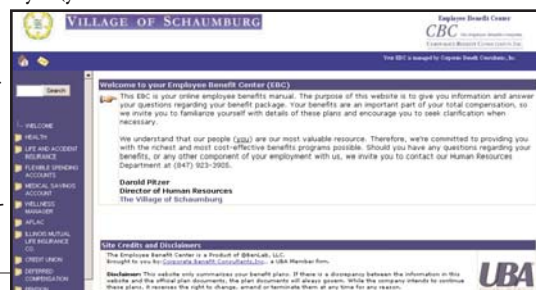 VILLAGE OF SCHAUMBURG
Employee Benefit Center
CBC
CORPORATE BENEFIT CONSULTANTS, INC.
Your EBC is managed by Corporate Benefit Consultants, Inc.
Search
WELCOME
HEALTH
LIFE AND ACCIDENT
INSURANCE
FLEXIBLE SPENDING
ACCOUNTS
MEDICAL SAVINGS
ACCOUNT
WELLNESS
MANAGER
AFLAC
ILLINOIS MUTUAL
LIFE INSURANCE
CO.
CREDIT UNION
DEFERRED
COMPENSATION
PENSION
Welcome to your Employee Benefit Center (EBC)
This EBC is your online employee benefits manual. The purpose of this website is to give you information and answer
your questions regarding your benefit package. Your benefits are an important part of your total compensation, so
we invite you to familiarize yourself with details of these plans and encourage you to seek clarification when
necessary.
We understand that our people (you) are our most valuable resource. Therefore, we're committed to providing you
with the richest and most cost-effective benefits programs possible. Should you have any questions regarding your
benefits, or any other component of your employment with us, we invite you to contact our Human Resources
Department at (847) 923-3905.
Darold Pitzer
Director of Human Resources
The Village of Schaumburg
Site Credits and Disclaimers
The Employee Benefit Center is a Product of @BenLab, LLC.
Brought to you by: Corporate Benefit Consultants, Inc., a UBA Member firm.
Disclaimer: This website only summarizes your benefit plans. If there is a discrepancy between the information in this
website and the official plan documents, the plan documents will always govern. While the company intends to continue
these plans, it reserves the right to change, amend or terminate them at any time for any reason.
UBA